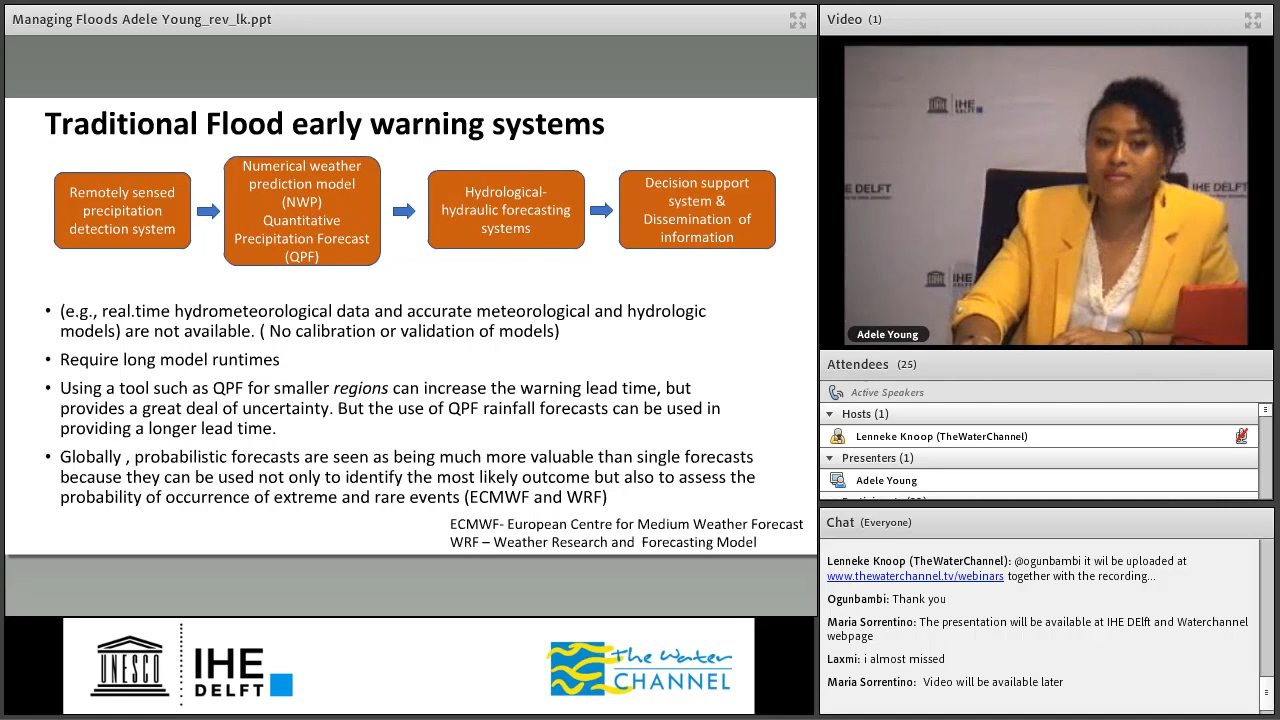 Managing Floods Adele Young_rev_lk.ppt
Traditional Flood early warning systems
Remotely sensed
precipitation
detection system
Numerical weather
prediction model
(NWP)
Quantitative
Precipitation Forecast
(QPF)
Hydrological-
hydraulic forecasting
systems
Decision support
system &
Dissemination of
information
• (e.g., real.time hydrometeorological data and accurate meteorological and hydrologic
models) are not available. ( No calibration or validation of models)
• Require long model runtimes
• Using a tool such as QPF for smaller regions can increase the warning lead time, but
provides a great deal of uncertainty. But the use of QPF rainfall forecasts can be used in
providing a longer lead time.
• Globally , probabilistic forecasts are seen as being much more valuable than single forecasts
because they can be used not only to identify the most likely outcome but also to assess the
probability of occurrence of extreme and rare events (ECMWF and WRF)
ECMWF- European Centre for Medium Weather Forecast
WRF – Weather Research and Forecasting Model
UNESCO
IHE
DELFT
The Water
CHANNEL
Video (1)
IHE
DELFT
IHE DELFT
IHE DELFT
IHE
DELFT
Adele Young
Attendees (25)
Active Speakers
Hosts (1)
Lenneke Knoop (TheWaterChannel)
Presenters (1)
Adele Young
Chat (Everyone)
Lenneke Knoop (TheWaterChannel): @ogunbambi it wil be uploaded at
www.thewaterchannel.tv/webinars together with the recording...
Ogunbambi: Thank you
Maria Sorrentino: The presentation will be available at IHE DElft and Waterchannel
webpage
Laxmi: i almost missed
Maria Sorrentino: Video will be available later